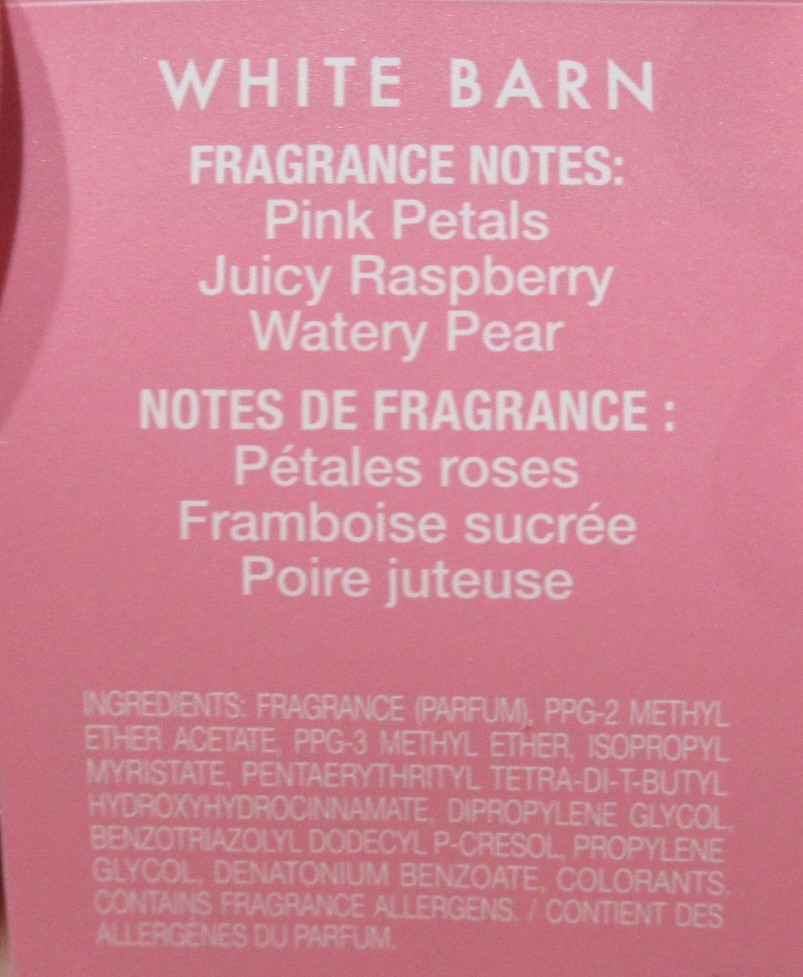 WHITE BARN
FRAGRANCE NOTES:
Pink Petals
Juicy Raspberry
Watery Pear
NOTES DE FRAGRANCE :
Pétales roses
Framboise sucrée
Poire juteuse
INGREDIENTS: FRAGRANCE (PARFUM), PPG-2 METHYL
ETHER ACETATE, PPG-3 METHYL ETHER, ISOPROPYL
MYRISTATE, PENTAERYTHRITYL TETRA-DI-T-BUTYL
HYDROXYHYDROCINNAMATE, DIPROPYLENE GLYCOL,
BENZOTRIAZOLYL DODECYL P-CRESOL, PROPYLENE
GLYCOL, DENATONIUM BENZOATE, COLORANTS.
CONTAINS FRAGRANCE ALLERGENS. / CONTIENT DES
ALLERGÈNES DU PARFUM.